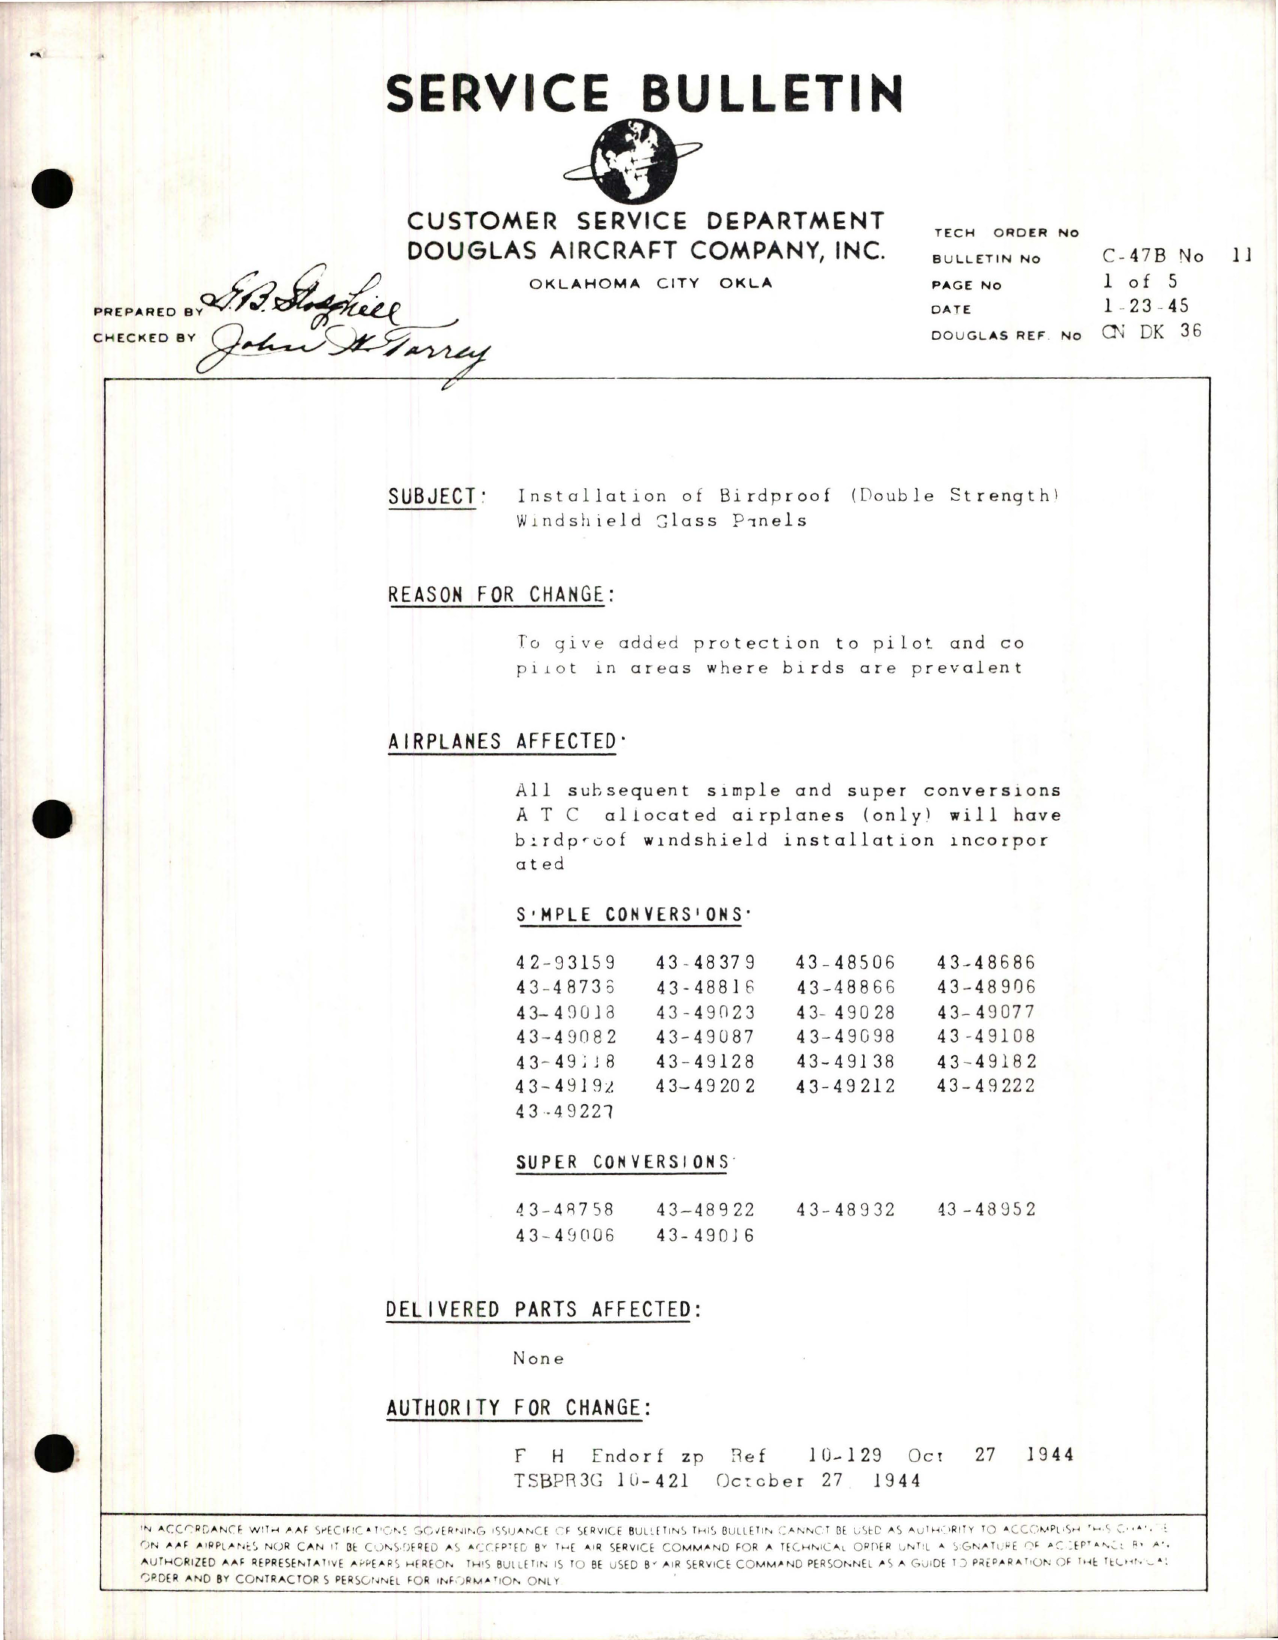 SERVICE BULLETIN
CUSTOMER SERVICE DEPARTMENT
DOUGLAS AIRCRAFT COMPANY, INC.
OKLAHOMA CITY OKLA
TECH ORDER No
BULLETIN No C-47B No 11
PAGE No 1 of 5
DATE 1-23-45
DOUGLAS REF. No CN DK 36
PREPARED BY G.B.
CHECKED BY John H. Torrey
SUBJECT: Installation of Birdproof (Double Strength)
Windshield Glass Panels
REASON FOR CHANGE:
To give added protection to pilot and co
pilot in areas where birds are prevalent
AIRPLANES AFFECTED:
All subsequent simple and super conversions
A T C allocated airplanes (only) will have
birdproof windshield installation incorpor
ated
SIMPLE CONVERSIONS:
42-93159 43-48379 43-48506 43-48686
43-48736 43-48816 43-48866 43-48906
43-49018 43-49023 43-49028 43-49077
43-49082 43-49087 43-49098 43-49108
43-49118 43-49128 43-49138 43-49182
43-49192 43-49202 43-49212 43-49222
43-49227
SUPER CONVERSIONS:
43-48758 43-48922 43-48932 43-48952
43-49006 43-49016
DELIVERED PARTS AFFECTED:
None
AUTHORITY FOR CHANGE:
F H Endorf zp Ref 10-129 Oct 27 1944
TSBPR3G 10-421 October 27 1944
IN ACCORDANCE WITH AAF SPECIFICATIONS GOVERNING ISSUANCE OF SERVICE BULLETINS THIS BULLETIN CANNOT BE USED AS AUTHORITY TO ACCOMPLISH THIS CHANGE
ON AAF AIRPLANES NOR CAN IT BE CONSIDERED AS ACCEPTED BY THE AIR SERVICE COMMAND FOR A TECHNICAL ORDER UNTIL A SIGNATURE OF ACCEPTANCE BY AN
AUTHORIZED AAF REPRESENTATIVE APPEARS HEREON THIS BULLETIN IS TO BE USED BY AIR SERVICE COMMAND PERSONNEL AS A GUIDE TO PREPARATION OF THE TECHNICAL
ORDER AND BY CONTRACTOR S PERSONNEL FOR INFORMATION ONLY